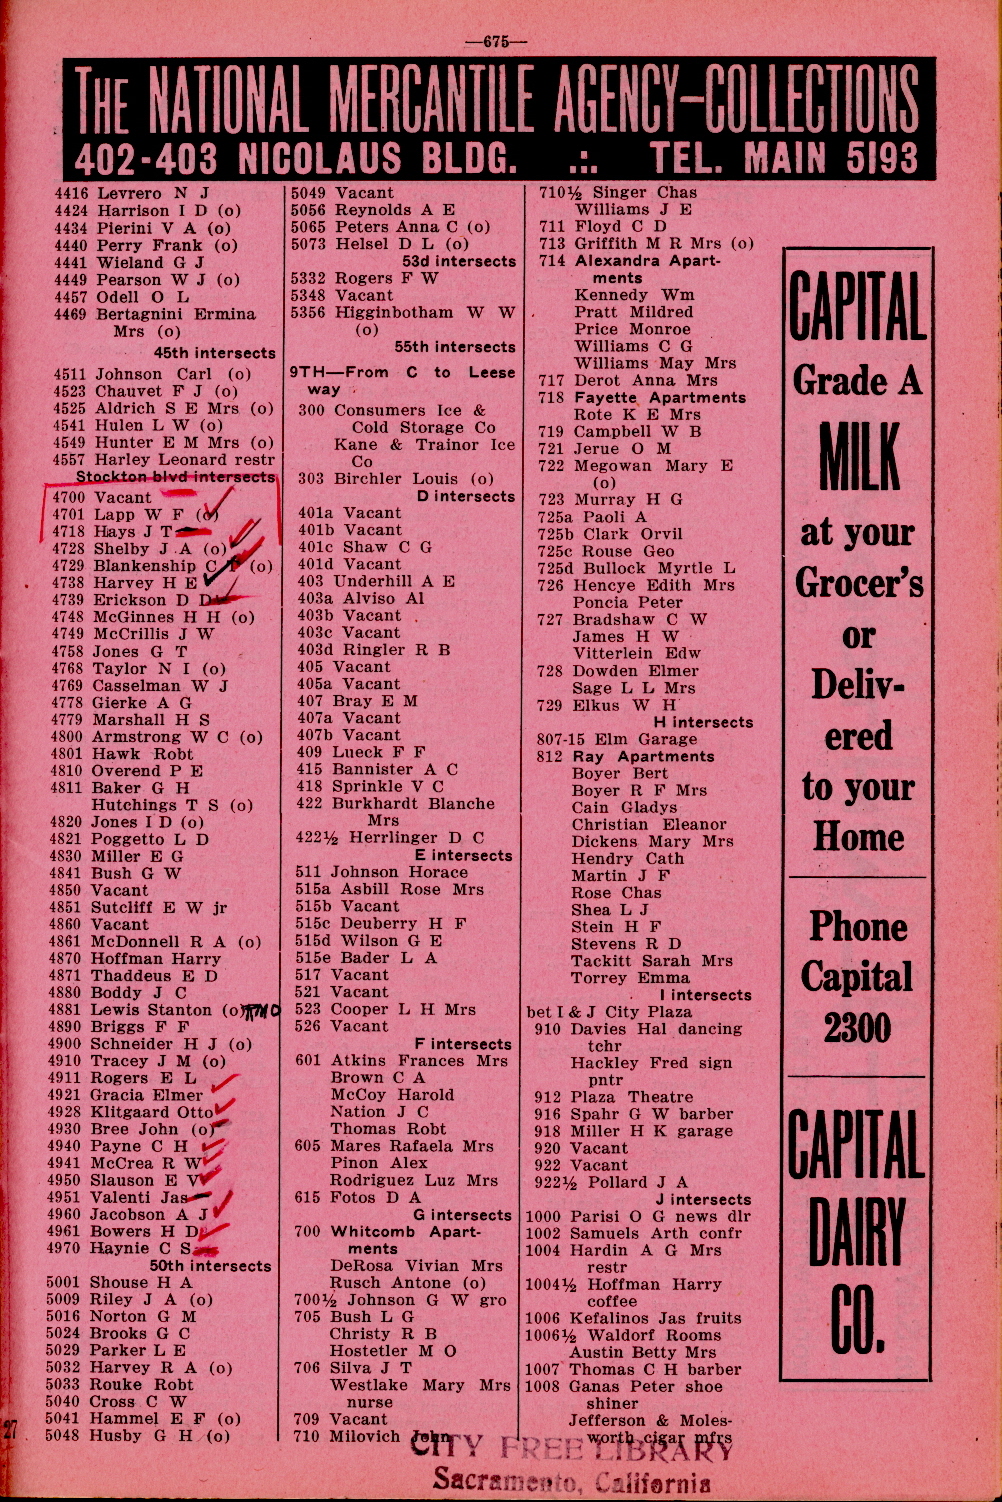 —675—
THE NATIONAL MERCANTILE AGENCY—COLLECTIONS
402-403 NICOLAUS BLDG. .:. TEL. MAIN 5193
4416 Levrero N J
4424 Harrison I D (o)
4434 Pierini V A (o)
4440 Perry Frank (o)
4441 Wieland G J
4449 Pearson W J (o)
4457 Odell O L
4469 Bertagnini Ermina
Mrs (o)
45th intersects
4511 Johnson Carl (o)
4523 Chauvet F J (o)
4525 Aldrich S E Mrs (o)
4541 Hulen L W (o)
4549 Hunter E M Mrs (o)
4557 Harley Leonard restr
Stockton blvd intersects
4700 Vacant
4701 Lapp W F (o)
4718 Hays J T
4728 Shelby J A (o)
4729 Blankenship C (o)
4738 Harvey H E
4739 Erickson D D
4748 McGinnes H H (o)
4749 McCrillis J W
4758 Jones G T
4768 Taylor N I (o)
4769 Casselman W J
4778 Gierke A G
4779 Marshall H S
4800 Armstrong W C (o)
4801 Hawk Robt
4810 Overend P E
4811 Baker G H
Hutchings T S (o)
4820 Jones I D (o)
4821 Poggetto L D
4830 Miller E G
4841 Bush G W
4850 Vacant
4851 Sutcliff E W jr
4860 Vacant
4861 McDonnell R A (o)
4870 Hoffman Harry
4871 Thaddeus E D
4880 Boddy J C
4881 Lewis Stanton (o)
4890 Briggs F F
4900 Schneider H J (o)
4910 Tracey J M (o)
4911 Rogers E L
4921 Gracia Elmer
4928 Klitgaard Otto
4930 Bree John (o)
4940 Payne C H
4941 McCrea R W
4950 Slauson E V
4951 Valenti Jas
4960 Jacobson A J
4961 Bowers H D
4970 Haynie C S
50th intersects
5001 Shouse H A
5009 Riley J A (o)
5016 Norton G M
5024 Brooks G C
5029 Parker L E
5032 Harvey R A (o)
5033 Rouke Robt
5040 Cross C W
5041 Hammel E F (o)
5048 Husby G H (o)
27
5049 Vacant
5056 Reynolds A E
5065 Peters Anna C (o)
5073 Helsel D L (o)
53d intersects
5332 Rogers F W
5348 Vacant
5356 Higginbotham W W
(o)
55th intersects
9TH—From C to Leese
way
300 Consumers Ice &
Cold Storage Co
Kane & Trainor Ice
Co
303 Birchler Louis (o)
D intersects
401a Vacant
401b Vacant
401c Shaw C G
401d Vacant
403 Underhill A E
403a Alviso Al
403b Vacant
403c Vacant
403d Ringler R B
405 Vacant
405a Vacant
407 Bray E M
407a Vacant
407b Vacant
409 Lueck F F
415 Bannister A C
418 Sprinkle V C
422 Burkhardt Blanche
Mrs
422½ Herrlinger D C
E intersects
511 Johnson Horace
515a Asbill Rose Mrs
515b Vacant
515c Deuberry H F
515d Wilson G E
515e Bader L A
517 Vacant
521 Vacant
523 Cooper L H Mrs
526 Vacant
F intersects
601 Atkins Frances Mrs
Brown C A
McCoy Harold
Nation J C
Thomas Robt
605 Mares Rafaela Mrs
Pinon Alex
Rodriguez Luz Mrs
615 Fotos D A
G intersects
700 Whitcomb Apart-
ments
DeRosa Vivian Mrs
Rusch Antone (o)
700½ Johnson G W gro
705 Bush L G
Christy R B
Hostetler M O
706 Silva J T
Westlake Mary Mrs
nurse
709 Vacant
710 Milovich John
710½ Singer Chas
Williams J E
711 Floyd C D
713 Griffith M R Mrs (o)
714 Alexandra Apart-
ments
Kennedy Wm
Pratt Mildred
Price Monroe
Williams C G
Williams May Mrs
717 Derot Anna Mrs
718 Fayette Apartments
Rote K E Mrs
719 Campbell W B
721 Jerue O M
722 Megowan Mary E
(o)
723 Murray H G
725a Paoli A
725b Clark Orvil
725c Rouse Geo
725d Bullock Myrtle L
726 Hencye Edith Mrs
Poncia Peter
727 Bradshaw C W
James H W
Vitterlein Edw
728 Dowden Elmer
Sage L L Mrs
729 Elkus W H
H intersects
807-15 Elm Garage
812 Ray Apartments
Boyer Bert
Boyer R F Mrs
Cain Gladys
Christian Eleanor
Dickens Mary Mrs
Hendry Cath
Martin J F
Rose Chas
Shea L J
Stein H F
Stevens R D
Tackitt Sarah Mrs
Torrey Emma
I intersects
bet I & J City Plaza
910 Davies Hal dancing
tchr
Hackley Fred sign
pntr
912 Plaza Theatre
916 Spahr G W barber
918 Miller H K garage
920 Vacant
922 Vacant
922½ Pollard J A
J intersects
1000 Parisi O G news dlr
1002 Samuels Arth confr
1004 Hardin A G Mrs
restr
1004½ Hoffman Harry
coffee
1006 Kefalinos Jas fruits
1006½ Waldorf Rooms
Austin Betty Mrs
1007 Thomas C H barber
1008 Ganas Peter shoe
shiner
Jefferson & Moles-
worth cigar mfrs
CITY FREE LIBRARY
Sacramento, California
CAPITAL
Grade A
MILK
at your
Grocer's
or
Deliv-
ered
to your
Home
Phone
Capital
2300
CAPITAL
DAIRY
CO.